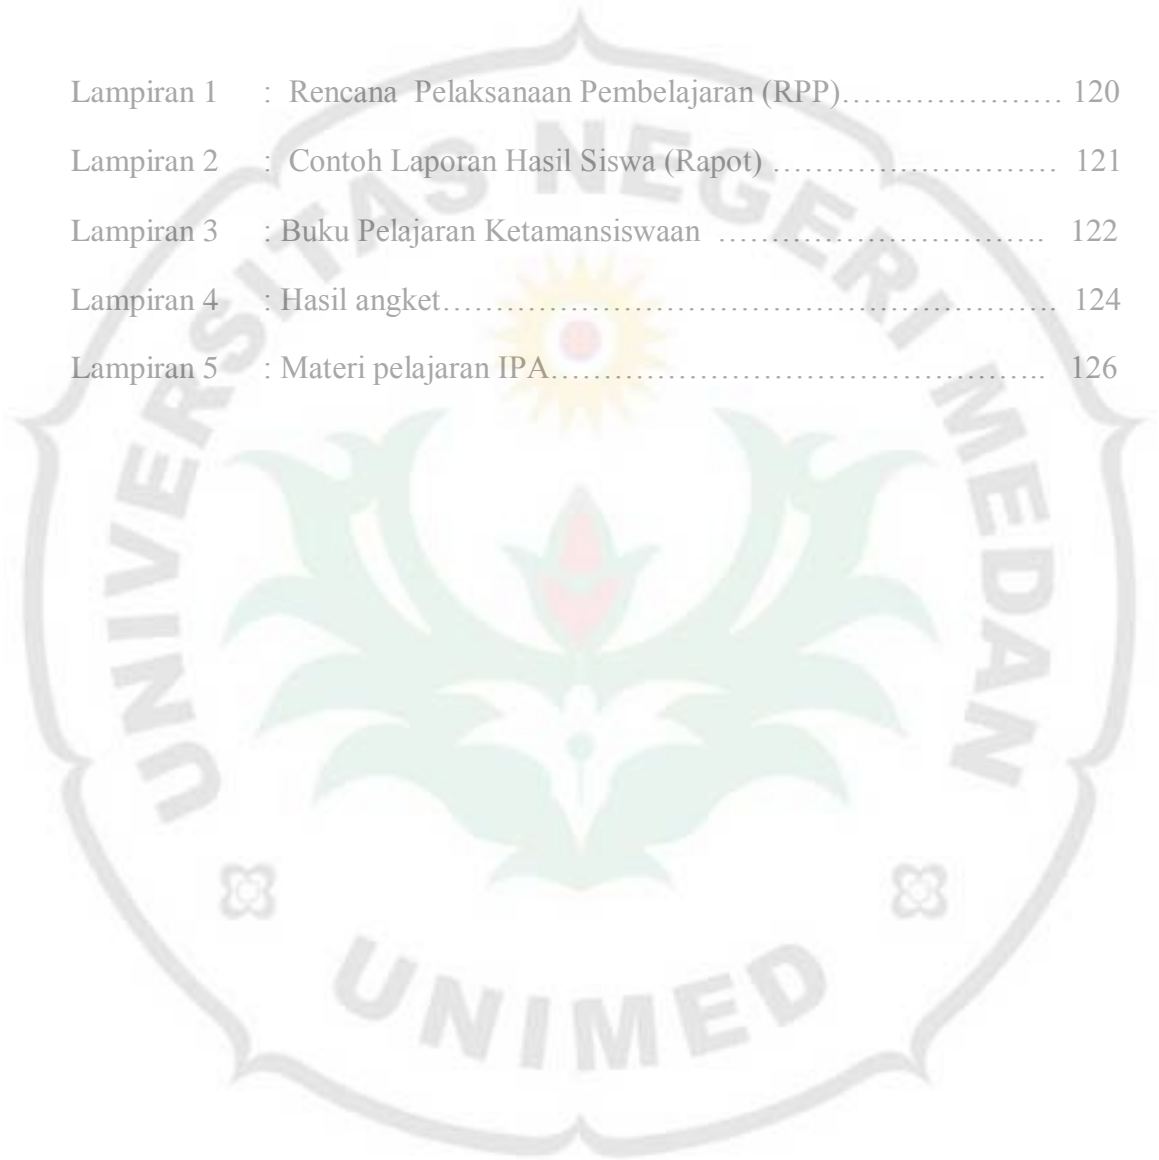 Lampiran 1 : Rencana Pelaksanaan Pembelajaran (RPP)………………… 120
Lampiran 2 : Contoh Laporan Hasil Siswa (Rapot) ……………………… 121
Lampiran 3 : Buku Pelajaran Ketamansiswaan …………………………. 122
Lampiran 4 : Hasil angket………………………………………………….. 124
Lampiran 5 : Materi pelajaran IPA……………………………………….. 126
UNIVERSITAS NEGERI MEDAN
UNIMED